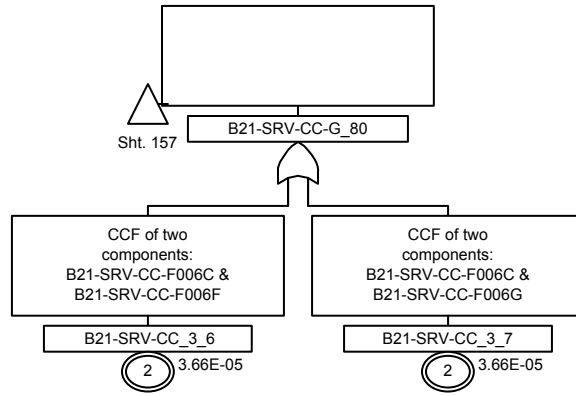 Sht. 157
B21-SRV-CC-G_80
CCF of two
components:
B21-SRV-CC-F006C &
B21-SRV-CC-F006F
B21-SRV-CC_3_6
2
3.66E-05
CCF of two
components:
B21-SRV-CC-F006C &
B21-SRV-CC-F006G
B21-SRV-CC_3_7
2
3.66E-05